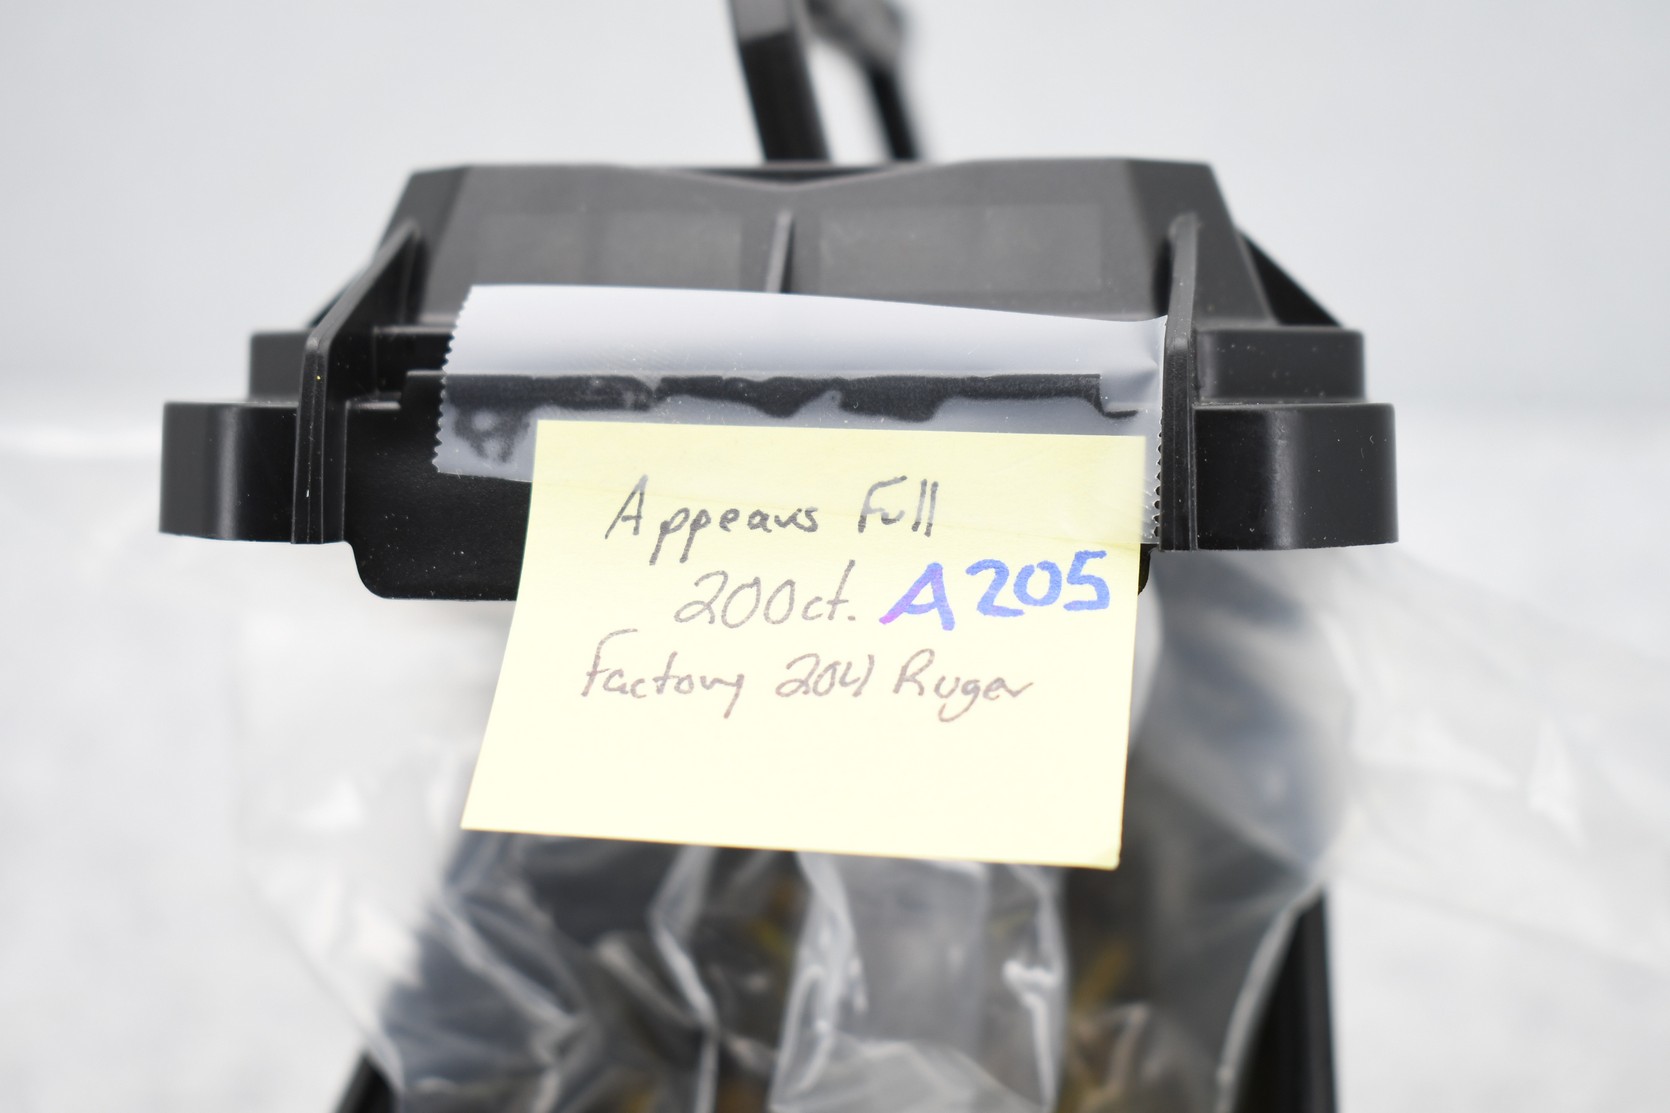 Appears Full
200ct. A205
Factory 204 Ruger